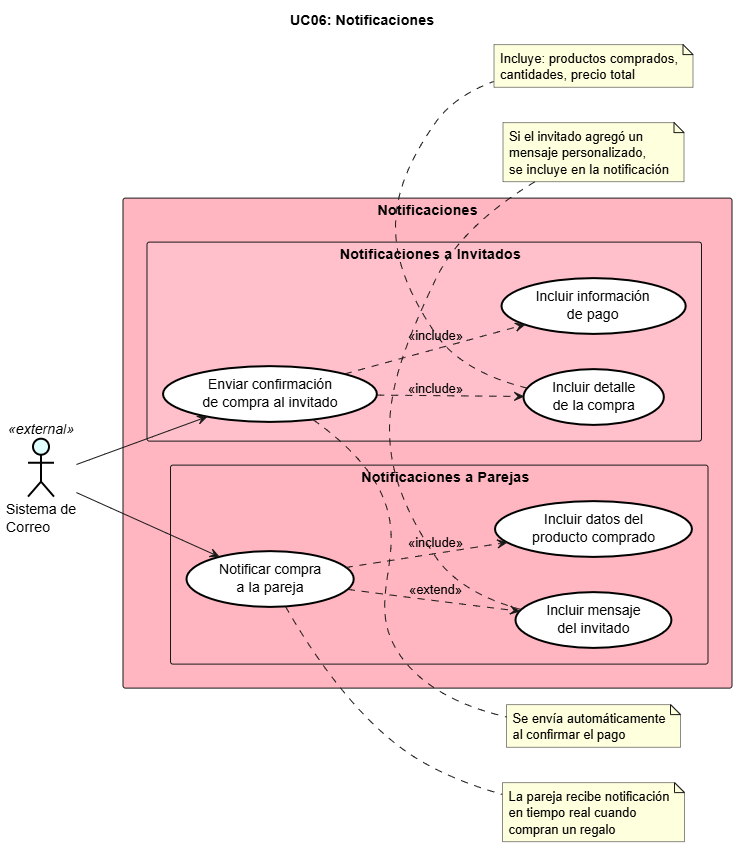 UC06: Notificaciones
Incluye: productos comprados,
cantidades, precio total
Si el invitado agregó un
mensaje personalizado,
se incluye en la notificación
Notificaciones
Notificaciones a Invitados
Incluir información
de pago
«include»
Enviar confirmación
de compra al invitado
«include»
Incluir detalle
de la compra
«external»
Sistema de
Correo
Notificaciones a Parejas
Incluir datos del
producto comprado
«include»
Notificar compra
a la pareja
«extend»
Incluir mensaje
del invitado
Se envía automáticamente
al confirmar el pago
La pareja recibe notificación
en tiempo real cuando
compran un regalo